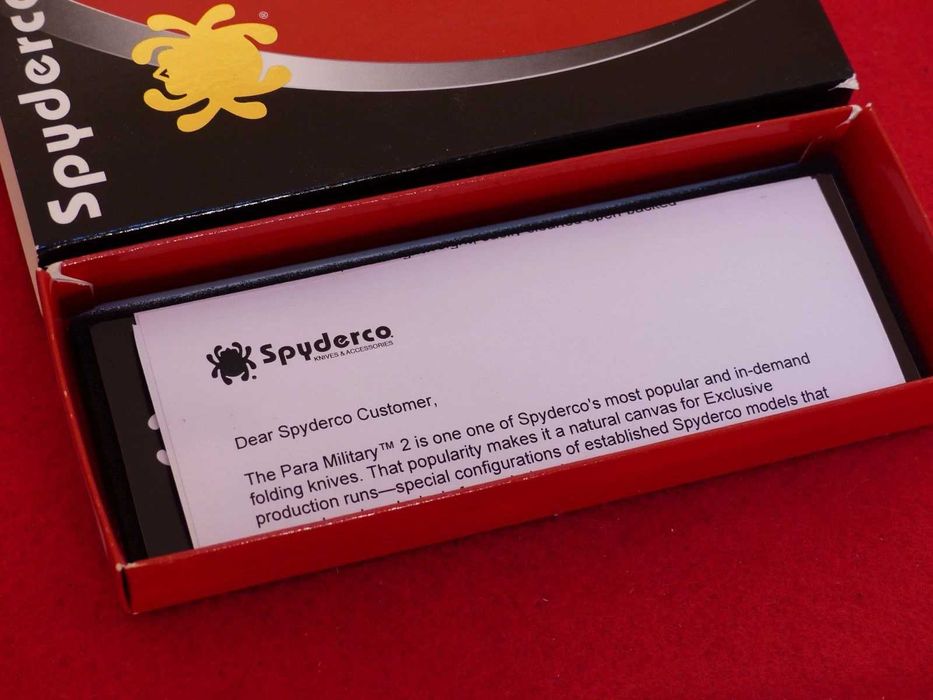 Spyderco
®
open-backed
Spyderco
KNIVES & ACCESSORIES
Dear Spyderco Customer,
The Para Military™ 2 is one one of Spyderco's most popular and in-demand
folding knives. That popularity makes it a natural canvas for Exclusive
production runs—special configurations of established Spyderco models that